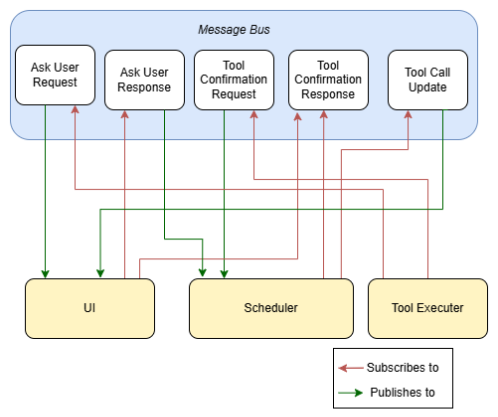 Message Bus
Ask User
Request
Ask User
Response
Tool
Confirmation
Request
Tool
Confirmation
Response
Tool Call
Update
UI
Scheduler
Tool Executer
Subscribes to
Publishes to